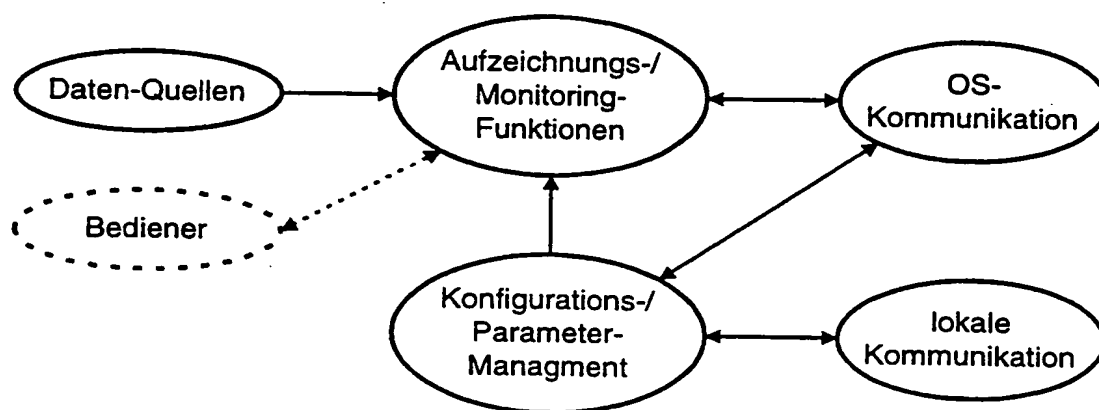 Daten-Quellen
Aufzeichnungs-/
Monitoring-
Funktionen
OS-
Kommunikation
Bediener
Konfigurations-/
Parameter-
Managment
lokale
Kommunikation